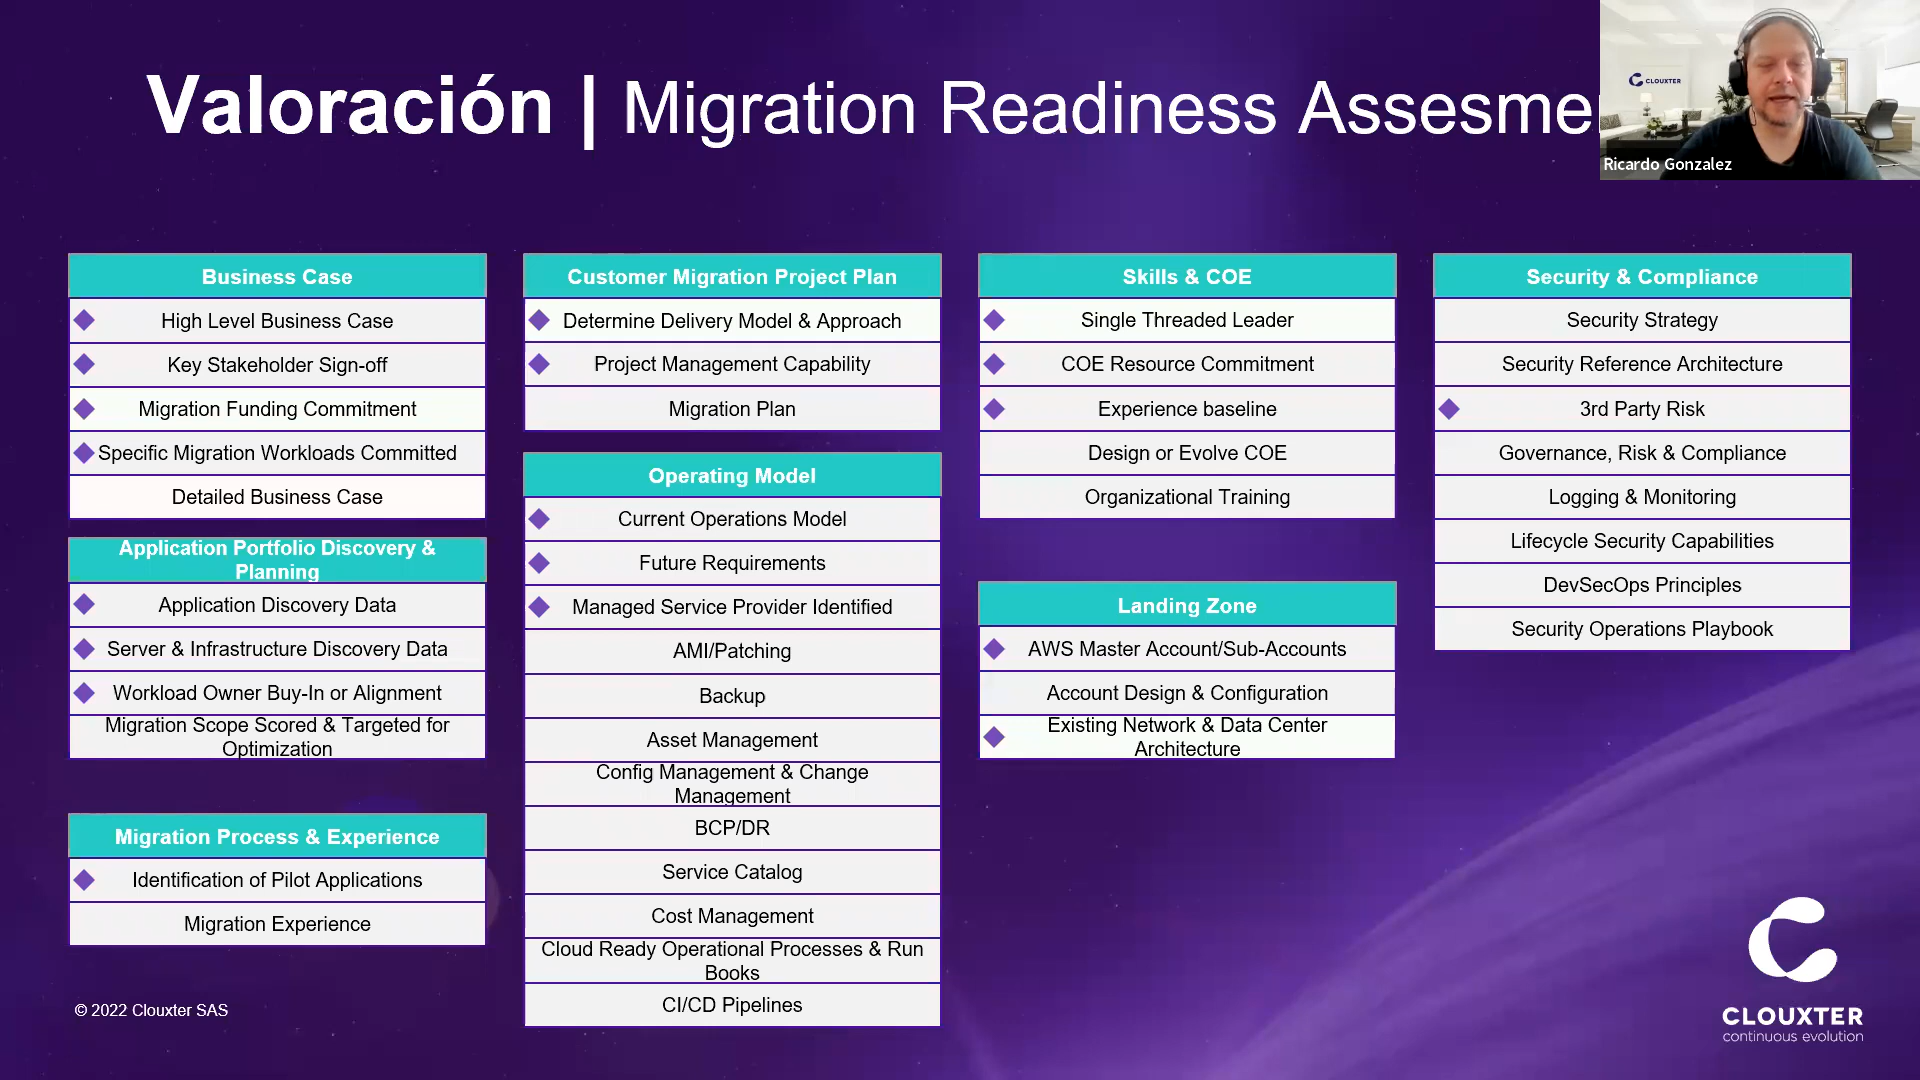 Valoración | Migration Readiness Assesme
CLOUXTER
Ricardo Gonzalez
Business Case
High Level Business Case
Key Stakeholder Sign-off
Migration Funding Commitment
Specific Migration Workloads Committed
Detailed Business Case
Application Portfolio Discovery &
Planning
Application Discovery Data
Server & Infrastructure Discovery Data
Workload Owner Buy-In or Alignment
Migration Scope Scored & Targeted for
Optimization
Migration Process & Experience
Identification of Pilot Applications
Migration Experience
Customer Migration Project Plan
Determine Delivery Model & Approach
Project Management Capability
Migration Plan
Operating Model
Current Operations Model
Future Requirements
Managed Service Provider Identified
AMI/Patching
Backup
Asset Management
Config Management & Change
Management
BCP/DR
Service Catalog
Cost Management
Cloud Ready Operational Processes & Run
Books
CI/CD Pipelines
Skills & COE
Single Threaded Leader
COE Resource Commitment
Experience baseline
Design or Evolve COE
Organizational Training
Landing Zone
AWS Master Account/Sub-Accounts
Account Design & Configuration
Existing Network & Data Center
Architecture
Security & Compliance
Security Strategy
Security Reference Architecture
3rd Party Risk
Governance, Risk & Compliance
Logging & Monitoring
Lifecycle Security Capabilities
DevSecOps Principles
Security Operations Playbook
© 2022 Clouxter SAS
CLOUXTER
continuous evolution